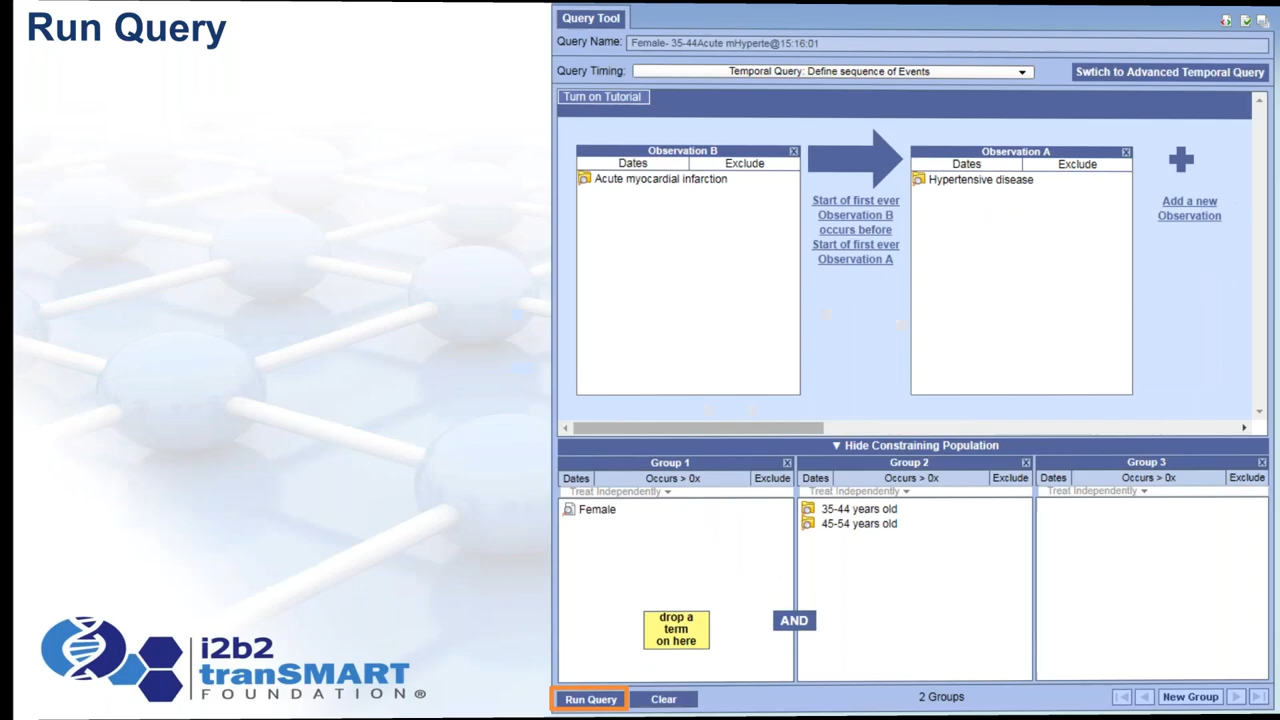 Run Query
Query Tool
Query Name: Female- 35-44Acute mHyperte@15:16:01
Query Timing: Temporal Query: Define sequence of Events
Swtich to Advanced Temporal Query
Turn on Tutorial
Observation B X
Dates Exclude
Acute myocardial infarction
Start of first ever
Observation B
occurs before
Start of first ever
Observation A
Observation A X
Dates Exclude
Hypertensive disease
Add a new
Observation
▼ Hide Constraining Population
Group 1 X
Dates Occurs > 0x Exclude
Treat Independently
Female
drop a
term
on here
AND
Group 2 X
Dates Occurs > 0x Exclude
Treat Independently
35-44 years old
45-54 years old
Group 3 X
Dates Occurs > 0x Exclude
Treat Independently
Run Query Clear 2 Groups New Group
i2b2
tranSMART
FOUNDATION®